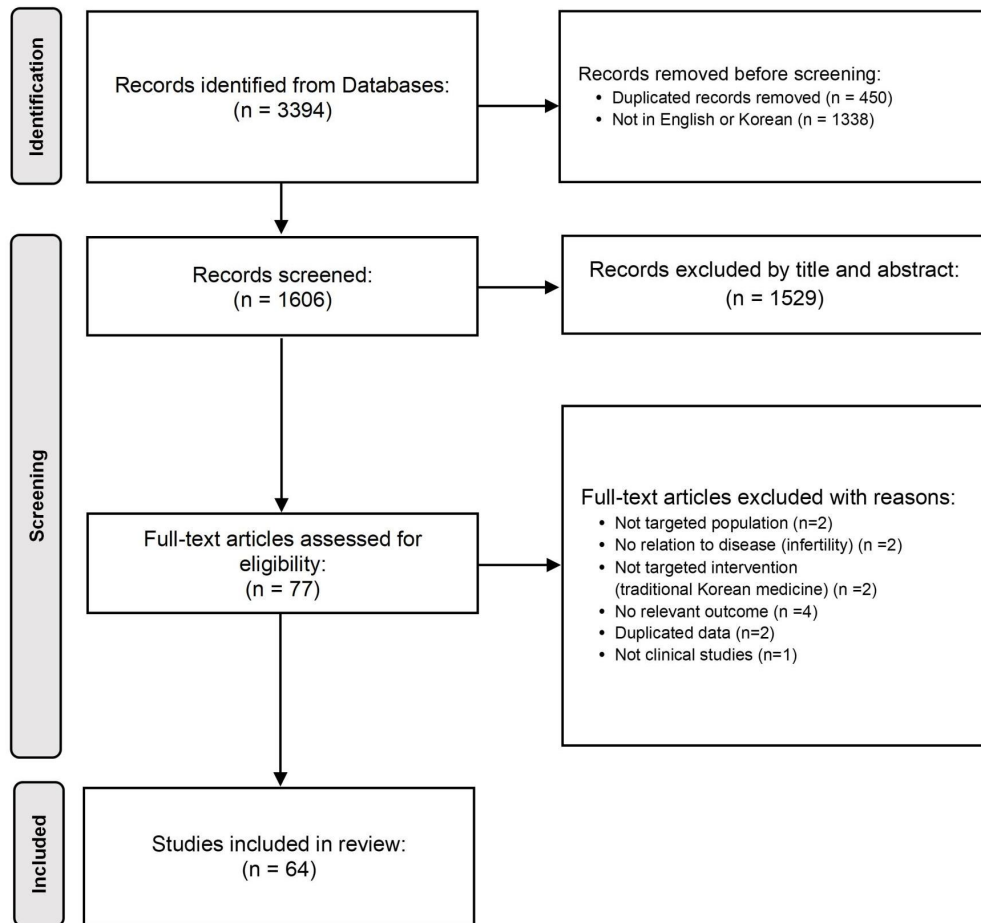 Identification
Records identified from Databases:
(n = 3394)
Records removed before screening:
• Duplicated records removed (n = 450)
• Not in English or Korean (n = 1338)
Screening
Records screened:
(n = 1606)
Records excluded by title and abstract:
(n = 1529)
Full-text articles assessed for
eligibility:
(n = 77)
Full-text articles excluded with reasons:
• Not targeted population (n=2)
• No relation to disease (infertility) (n =2)
• Not targeted intervention
(traditional Korean medicine) (n =2)
• No relevant outcome (n =4)
• Duplicated data (n=2)
• Not clinical studies (n=1)
Included
Studies included in review:
(n = 64)